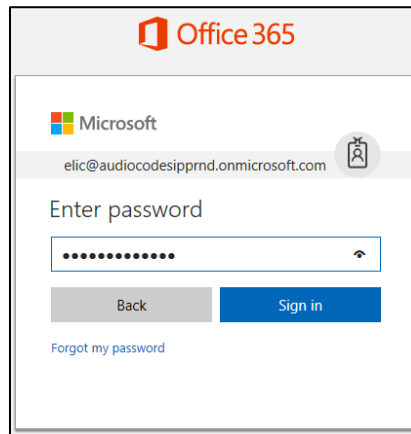 Office 365
Microsoft
elic@audiocodesipprnd.onmicrosoft.com
Enter password
•••••••••••••
Back Sign in
Forgot my password